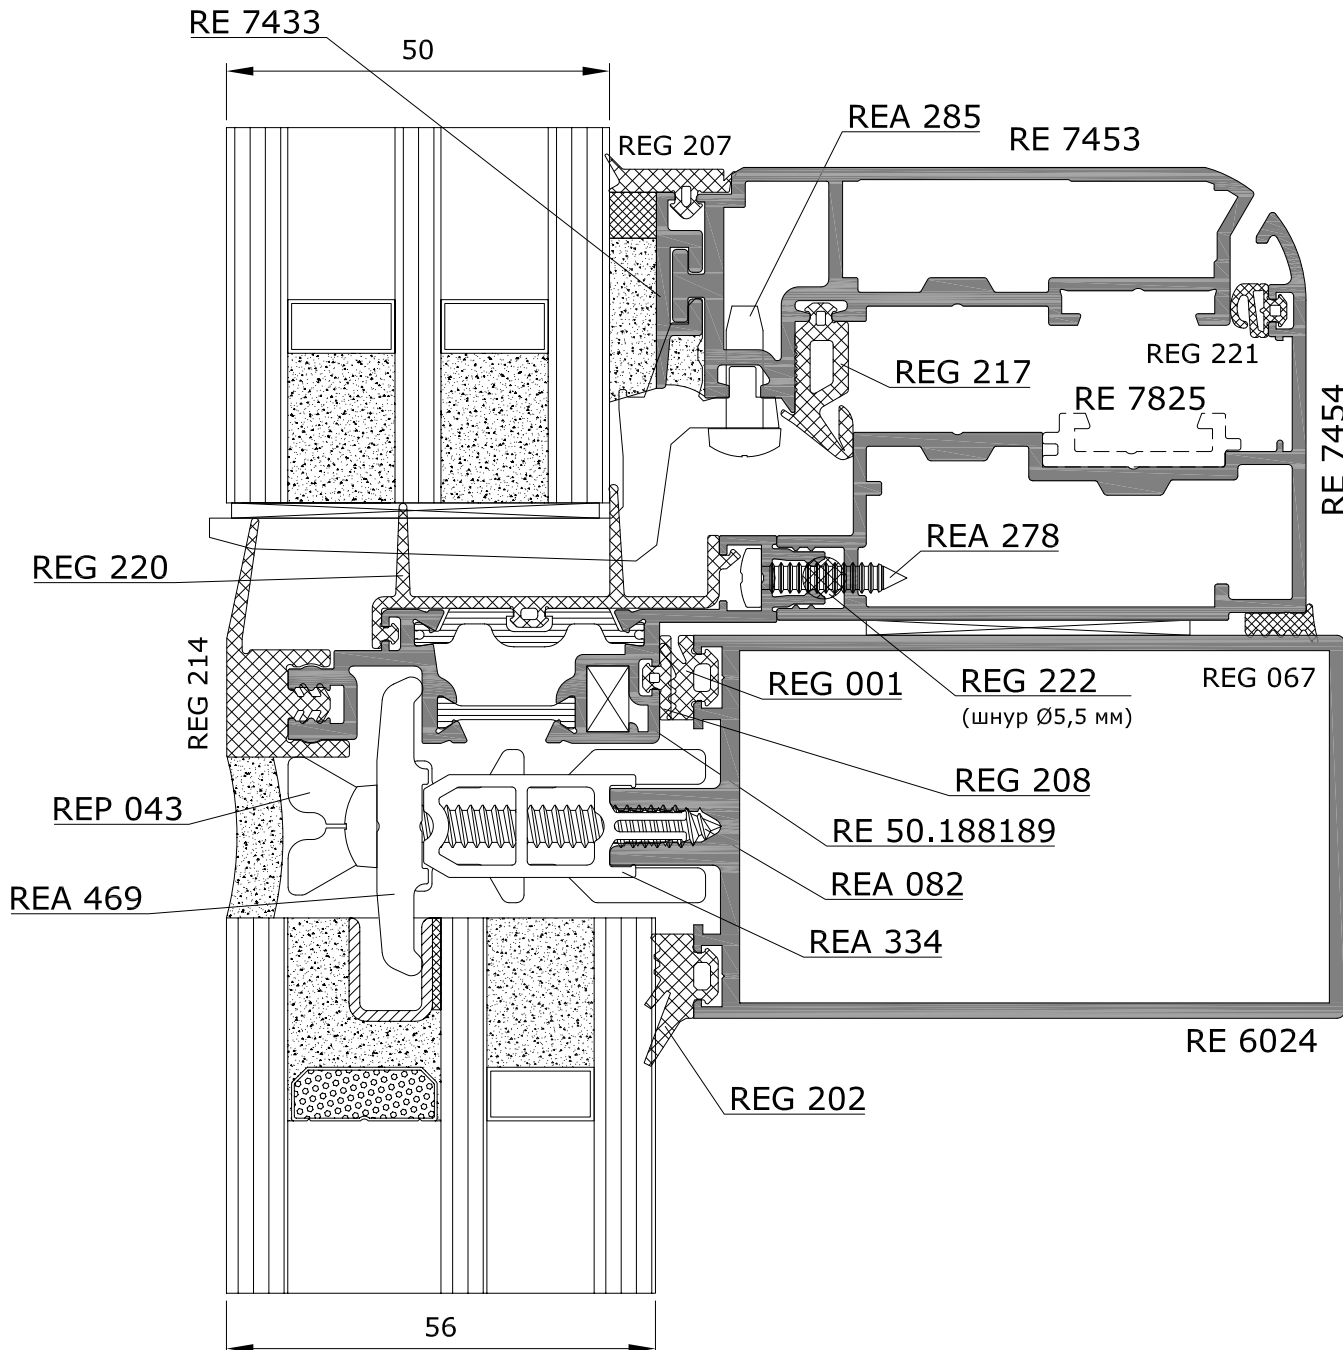 RE 7433
50
REA 285
REG 207
RE 7453
REG 221
REG 217
RE 7825
RE 7454
REA 278
REG 220
REG 214
REG 001
REG 222
(шнур Ø5,5 мм)
REG 067
REG 208
REP 043
RE 50.188189
REA 082
REA 469
REA 334
RE 6024
REG 202
56